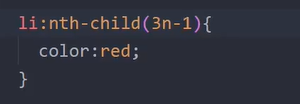 li:nth-child(3n-1){
  color:red;
}